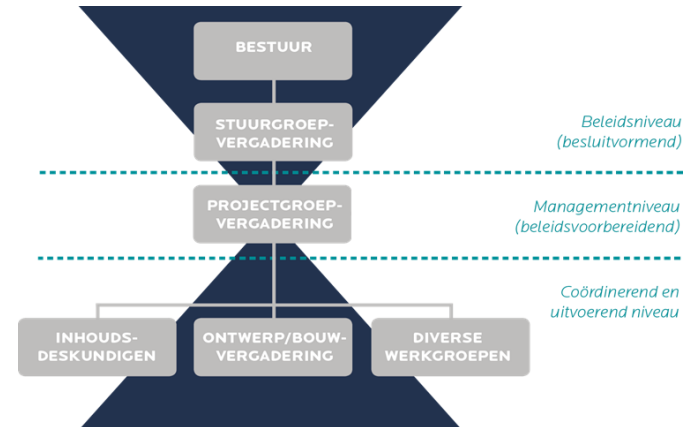 BESTUUR
STUURGROEP-
VERGADERING
Beleidsniveau
(besluitvormend)
PROJECTGROEP-
VERGADERING
Managementniveau
(beleidsvoorbereidend)
Coördinerend en
uitvoerend niveau
INHOUDS-
DESKUNDIGEN
ONTWERP/BOUW-
VERGADERING
DIVERSE
WERKGROEPEN